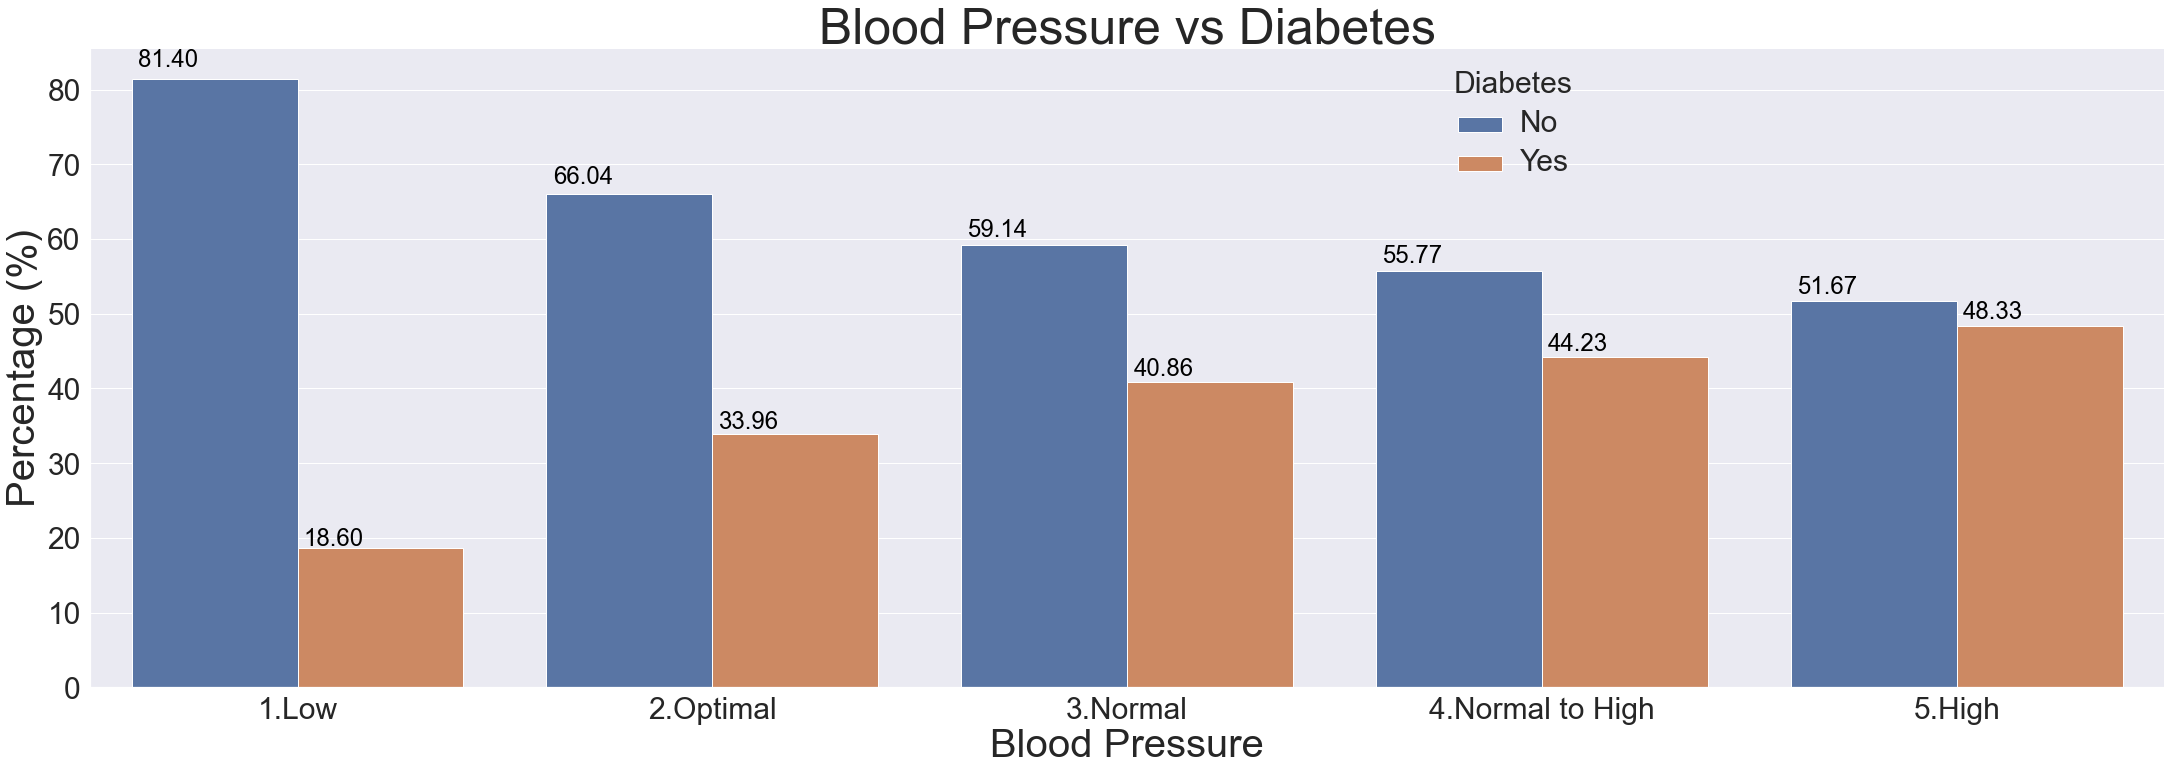 Blood Pressure vs Diabetes
Percentage (%)
80
70
60
50
40
30
20
10
0
81.40
18.60
66.04
33.96
59.14
40.86
55.77
44.23
51.67
48.33
Diabetes
No
Yes
1.Low
2.Optimal
3.Normal
4.Normal to High
5.High
Blood Pressure